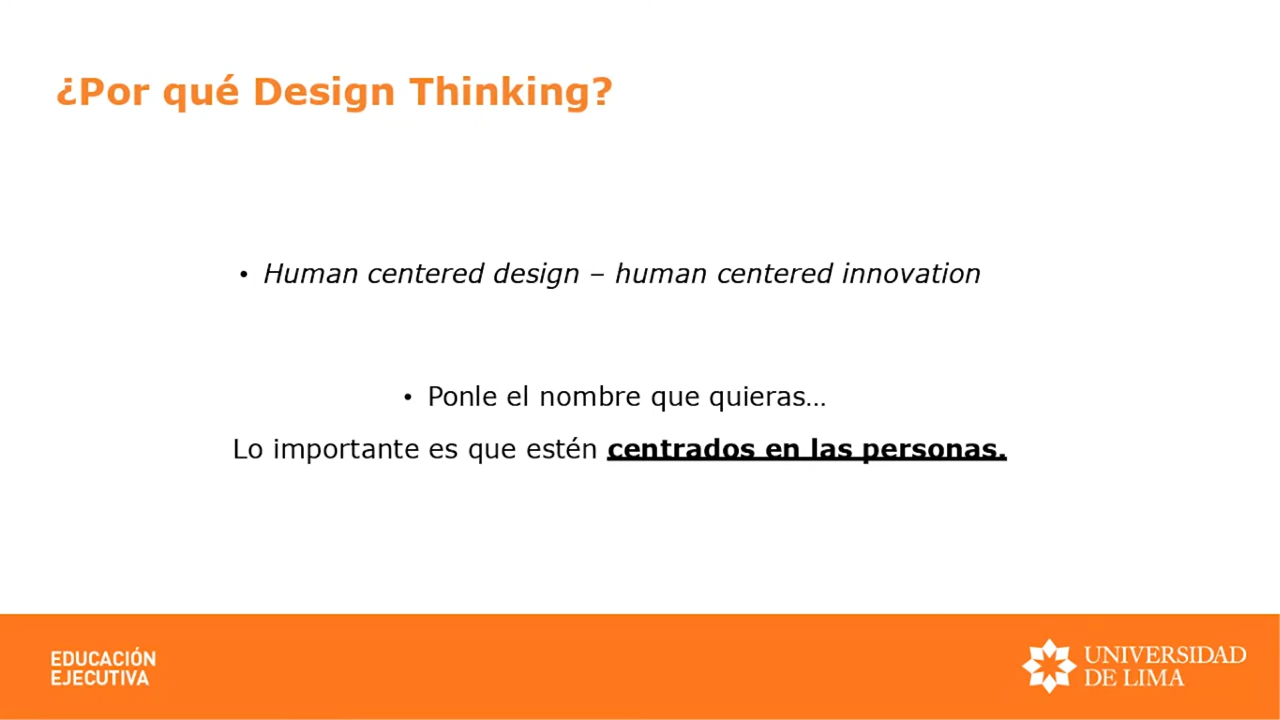 ¿Por qué Design Thinking?
• Human centered design – human centered innovation
• Ponle el nombre que quieras...
Lo importante es que estén centrados en las personas.
EDUCACIÓN
EJECUTIVA
UNIVERSIDAD
DE LIMA